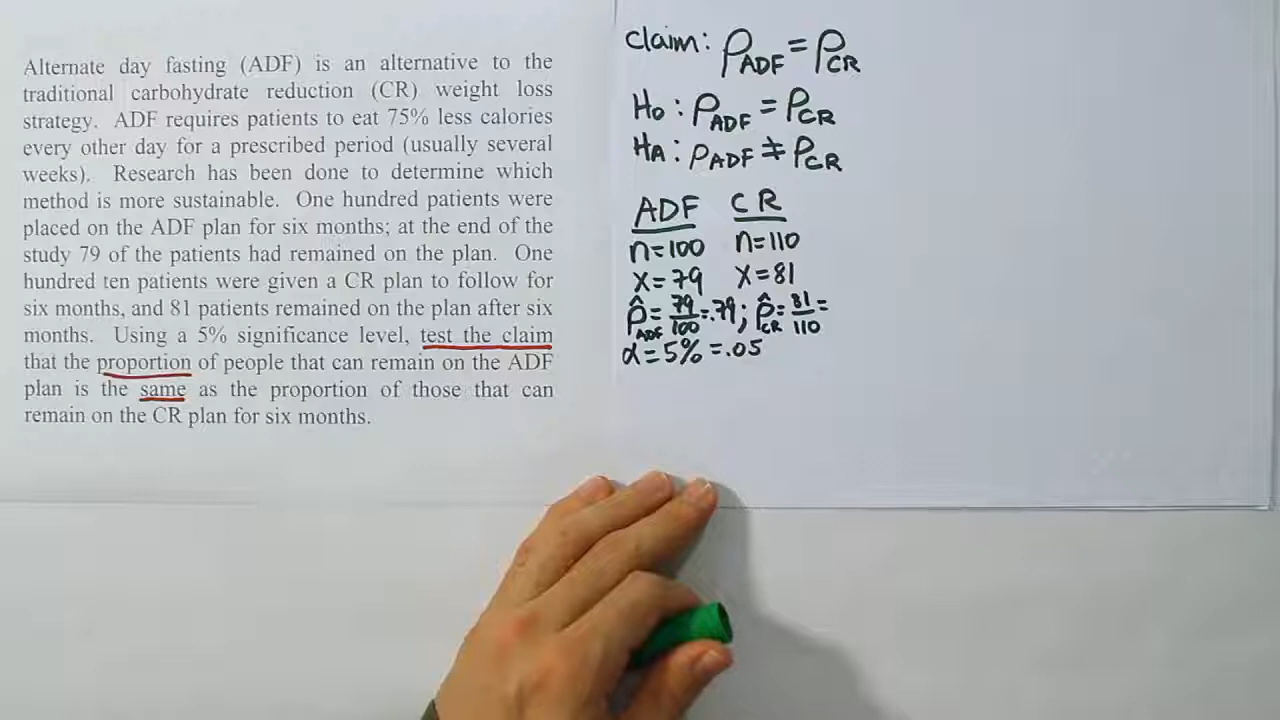 Alternate day fasting (ADF) is an alternative to the
traditional carbohydrate reduction (CR) weight loss
strategy. ADF requires patients to eat 75% less calories
every other day for a prescribed period (usually several
weeks). Research has been done to determine which
method is more sustainable. One hundred patients were
placed on the ADF plan for six months; at the end of the
study 79 of the patients had remained on the plan. One
hundred ten patients were given a CR plan to follow for
six months, and 81 patients remained on the plan after six
months. Using a 5% significance level, test the claim
that the proportion of people that can remain on the ADF
plan is the same as the proportion of those that can
remain on the CR plan for six months.
Claim: ρ_ADF = ρ_CR
H₀ : ρ_ADF = ρ_CR
H_A : ρ_ADF ≠ ρ_CR
ADF CR
n=100 n=110
x=79 x=81
p̂_ADF = 79/100 = .79; p̂_CR = 81/110 =
α=5% =.05